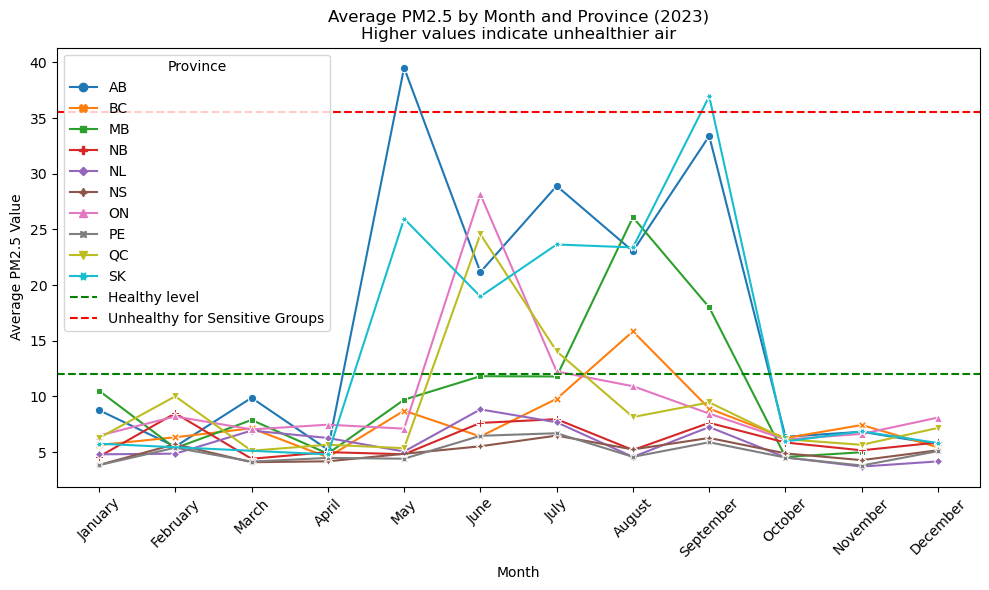 Average PM2.5 by Month and Province (2023)
Higher values indicate unhealthier air
Province
AB
BC
MB
NB
NL
NS
ON
PE
QC
SK
Healthy level
Unhealthy for Sensitive Groups
Average PM2.5 Value
40
35
30
25
20
15
10
5
January
February
March
April
May
June
July
August
September
October
November
December
Month